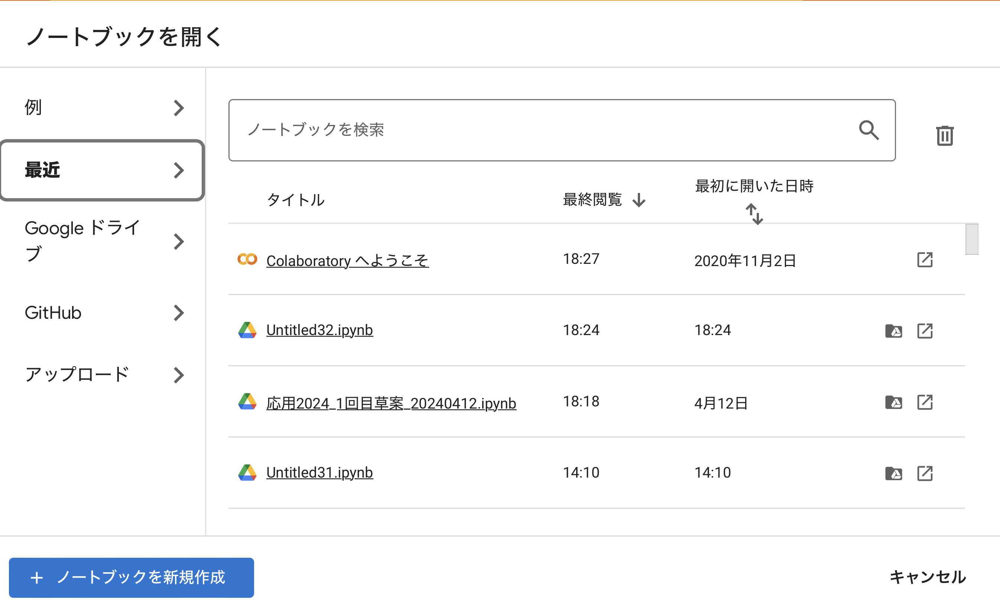 ノートブックを開く
例
最近
Google ドライ
ブ
GitHub
アップロード
ノートブックを検索
タイトル 最終閲覧 最初に開いた日時
Colaboratory へようこそ 18:27 2020年11月2日
Untitled32.ipynb 18:24 18:24
応用2024_1回目草案_20240412.ipynb 18:18 4月12日
Untitled31.ipynb 14:10 14:10
+ ノートブックを新規作成
キャンセル